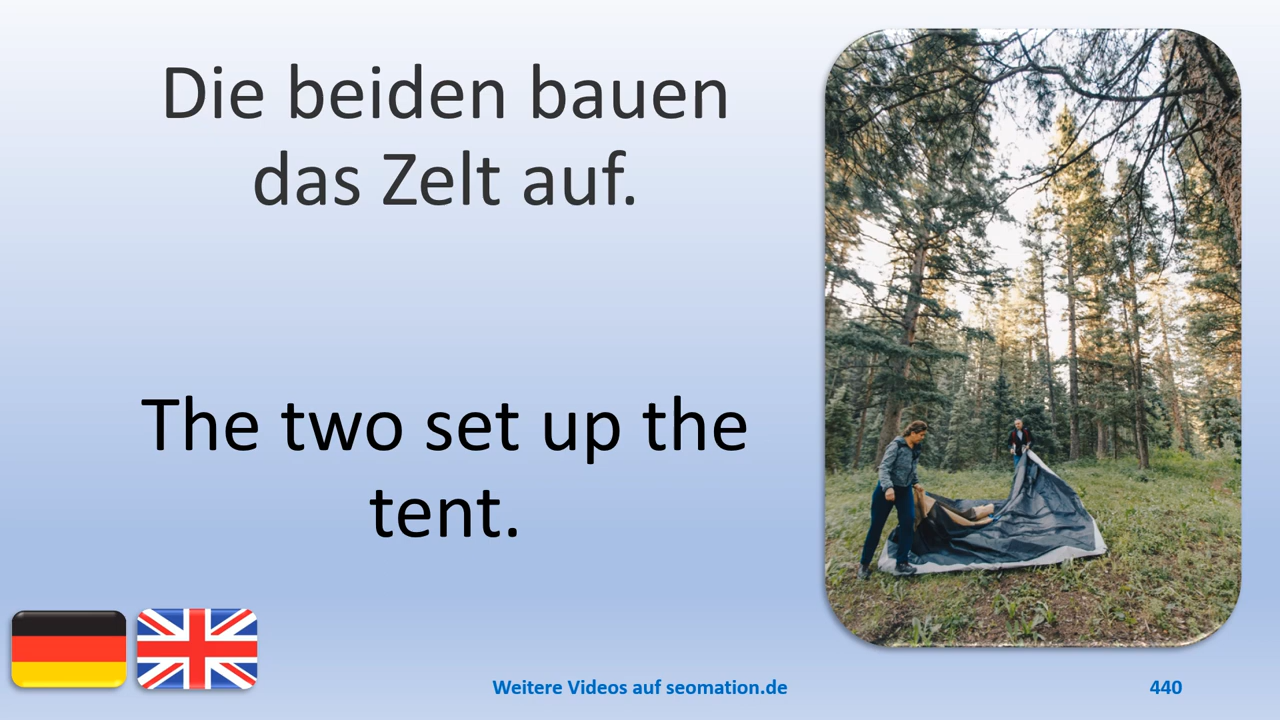 Die beiden bauen
das Zelt auf.
The two set up the
tent.
Weitere Videos auf seomation.de
440